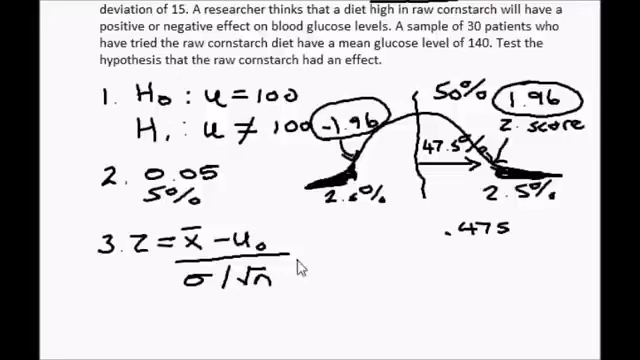 deviation of 15. A researcher thinks that a diet high in raw cornstarch will have a
positive or negative effect on blood glucose levels. A sample of 30 patients who
have tried the raw cornstarch diet have a mean glucose level of 140. Test the
hypothesis that the raw cornstarch had an effect.
1. H₀ : u = 100
H₁ : u ≠ 100
50% 1.96
-1.96 z score
47.5%
2. 0.05
5%
2.5% 2.5%
.475
3. Z = x̄ - u₀
σ / √n